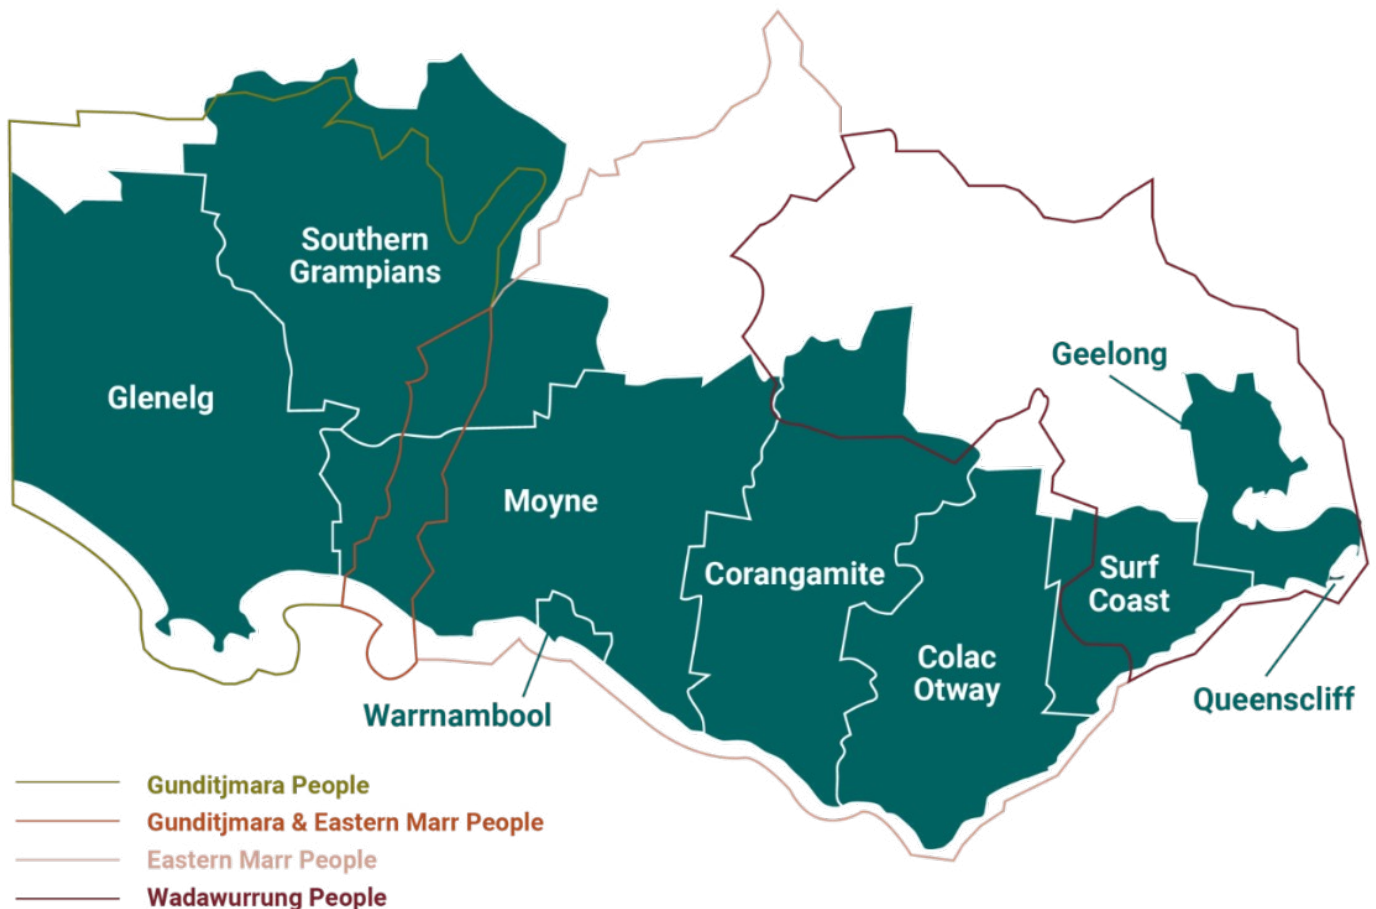 Southern
Grampians
Geelong
Glenelg
Moyne
Corangamite
Surf
Coast
Colac
Otway
Queenscliff
Warrnambool
Gunditjmara People
Gunditjmara & Eastern Marr People
Eastern Marr People
Wadawurrung People